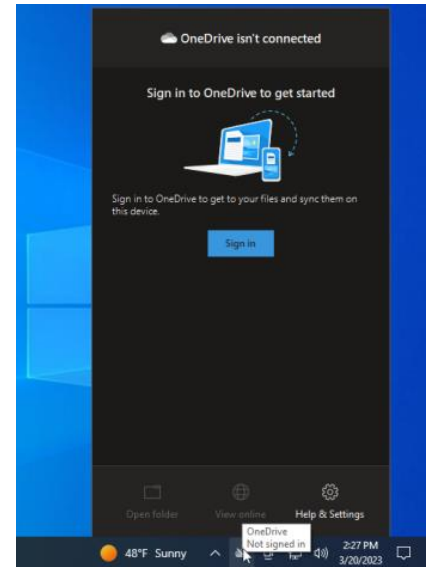 OneDrive isn't connected
Sign in to OneDrive to get started
Sign in to OneDrive to get to your files and sync them on
this device.
Sign in
Open folder
View online
Help & Settings
OneDrive
Not signed in
48°F Sunny
2:27 PM
3/20/2023